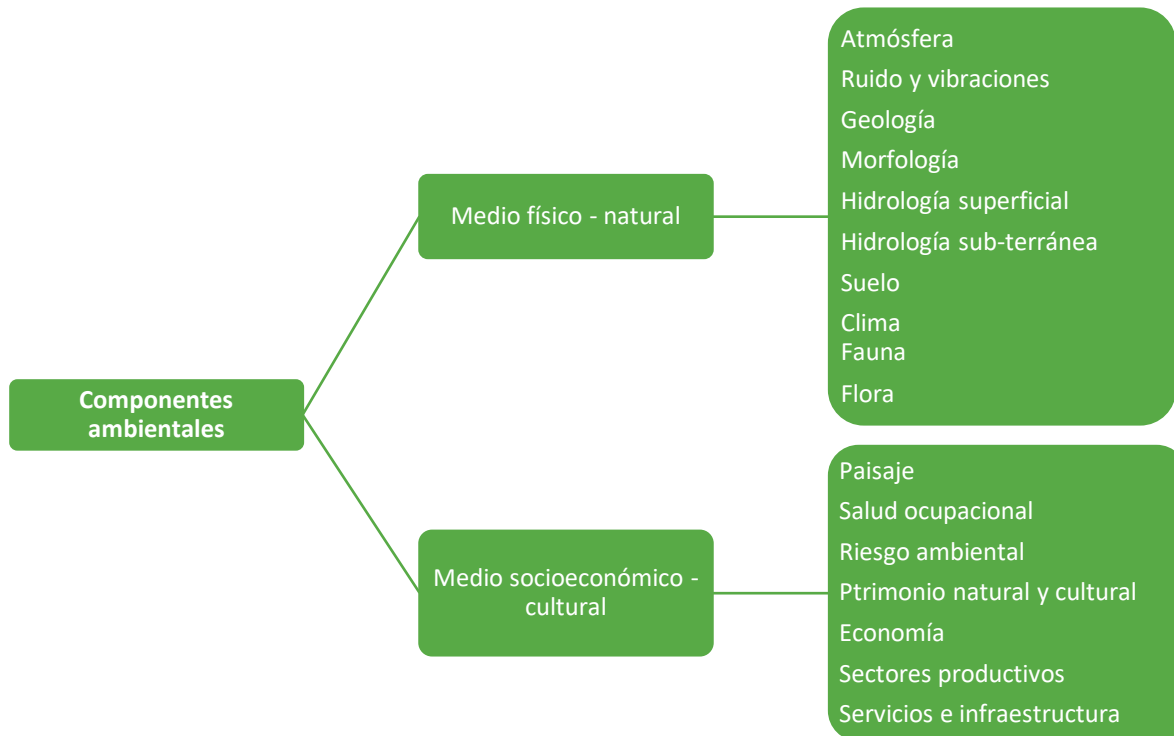 Componentes
ambientales
Medio físico - natural
Atmósfera
Ruido y vibraciones
Geología
Morfología
Hidrología superficial
Hidrología sub-terránea
Suelo
Clima
Fauna
Flora
Medio socioeconómico -
cultural
Paisaje
Salud ocupacional
Riesgo ambiental
Ptrimonio natural y cultural
Economía
Sectores productivos
Servicios e infraestructura